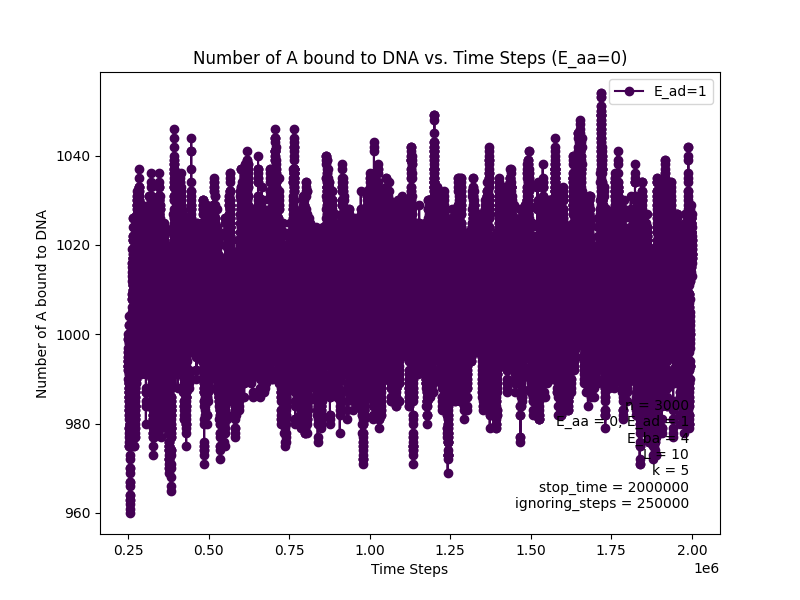 Number of A bound to DNA vs. Time Steps (E_aa=0)
E_ad=1
Number of A bound to DNA
1040
1020
1000
980
960
= 3000
E_aa = 0, E_ad = 1
E_ba = 4
= 10
k = 5
stop_time = 2000000
ignoring_steps = 250000
0.25
0.50
0.75
1.00
1.25
1.50
1.75
2.00
1e6
Time Steps